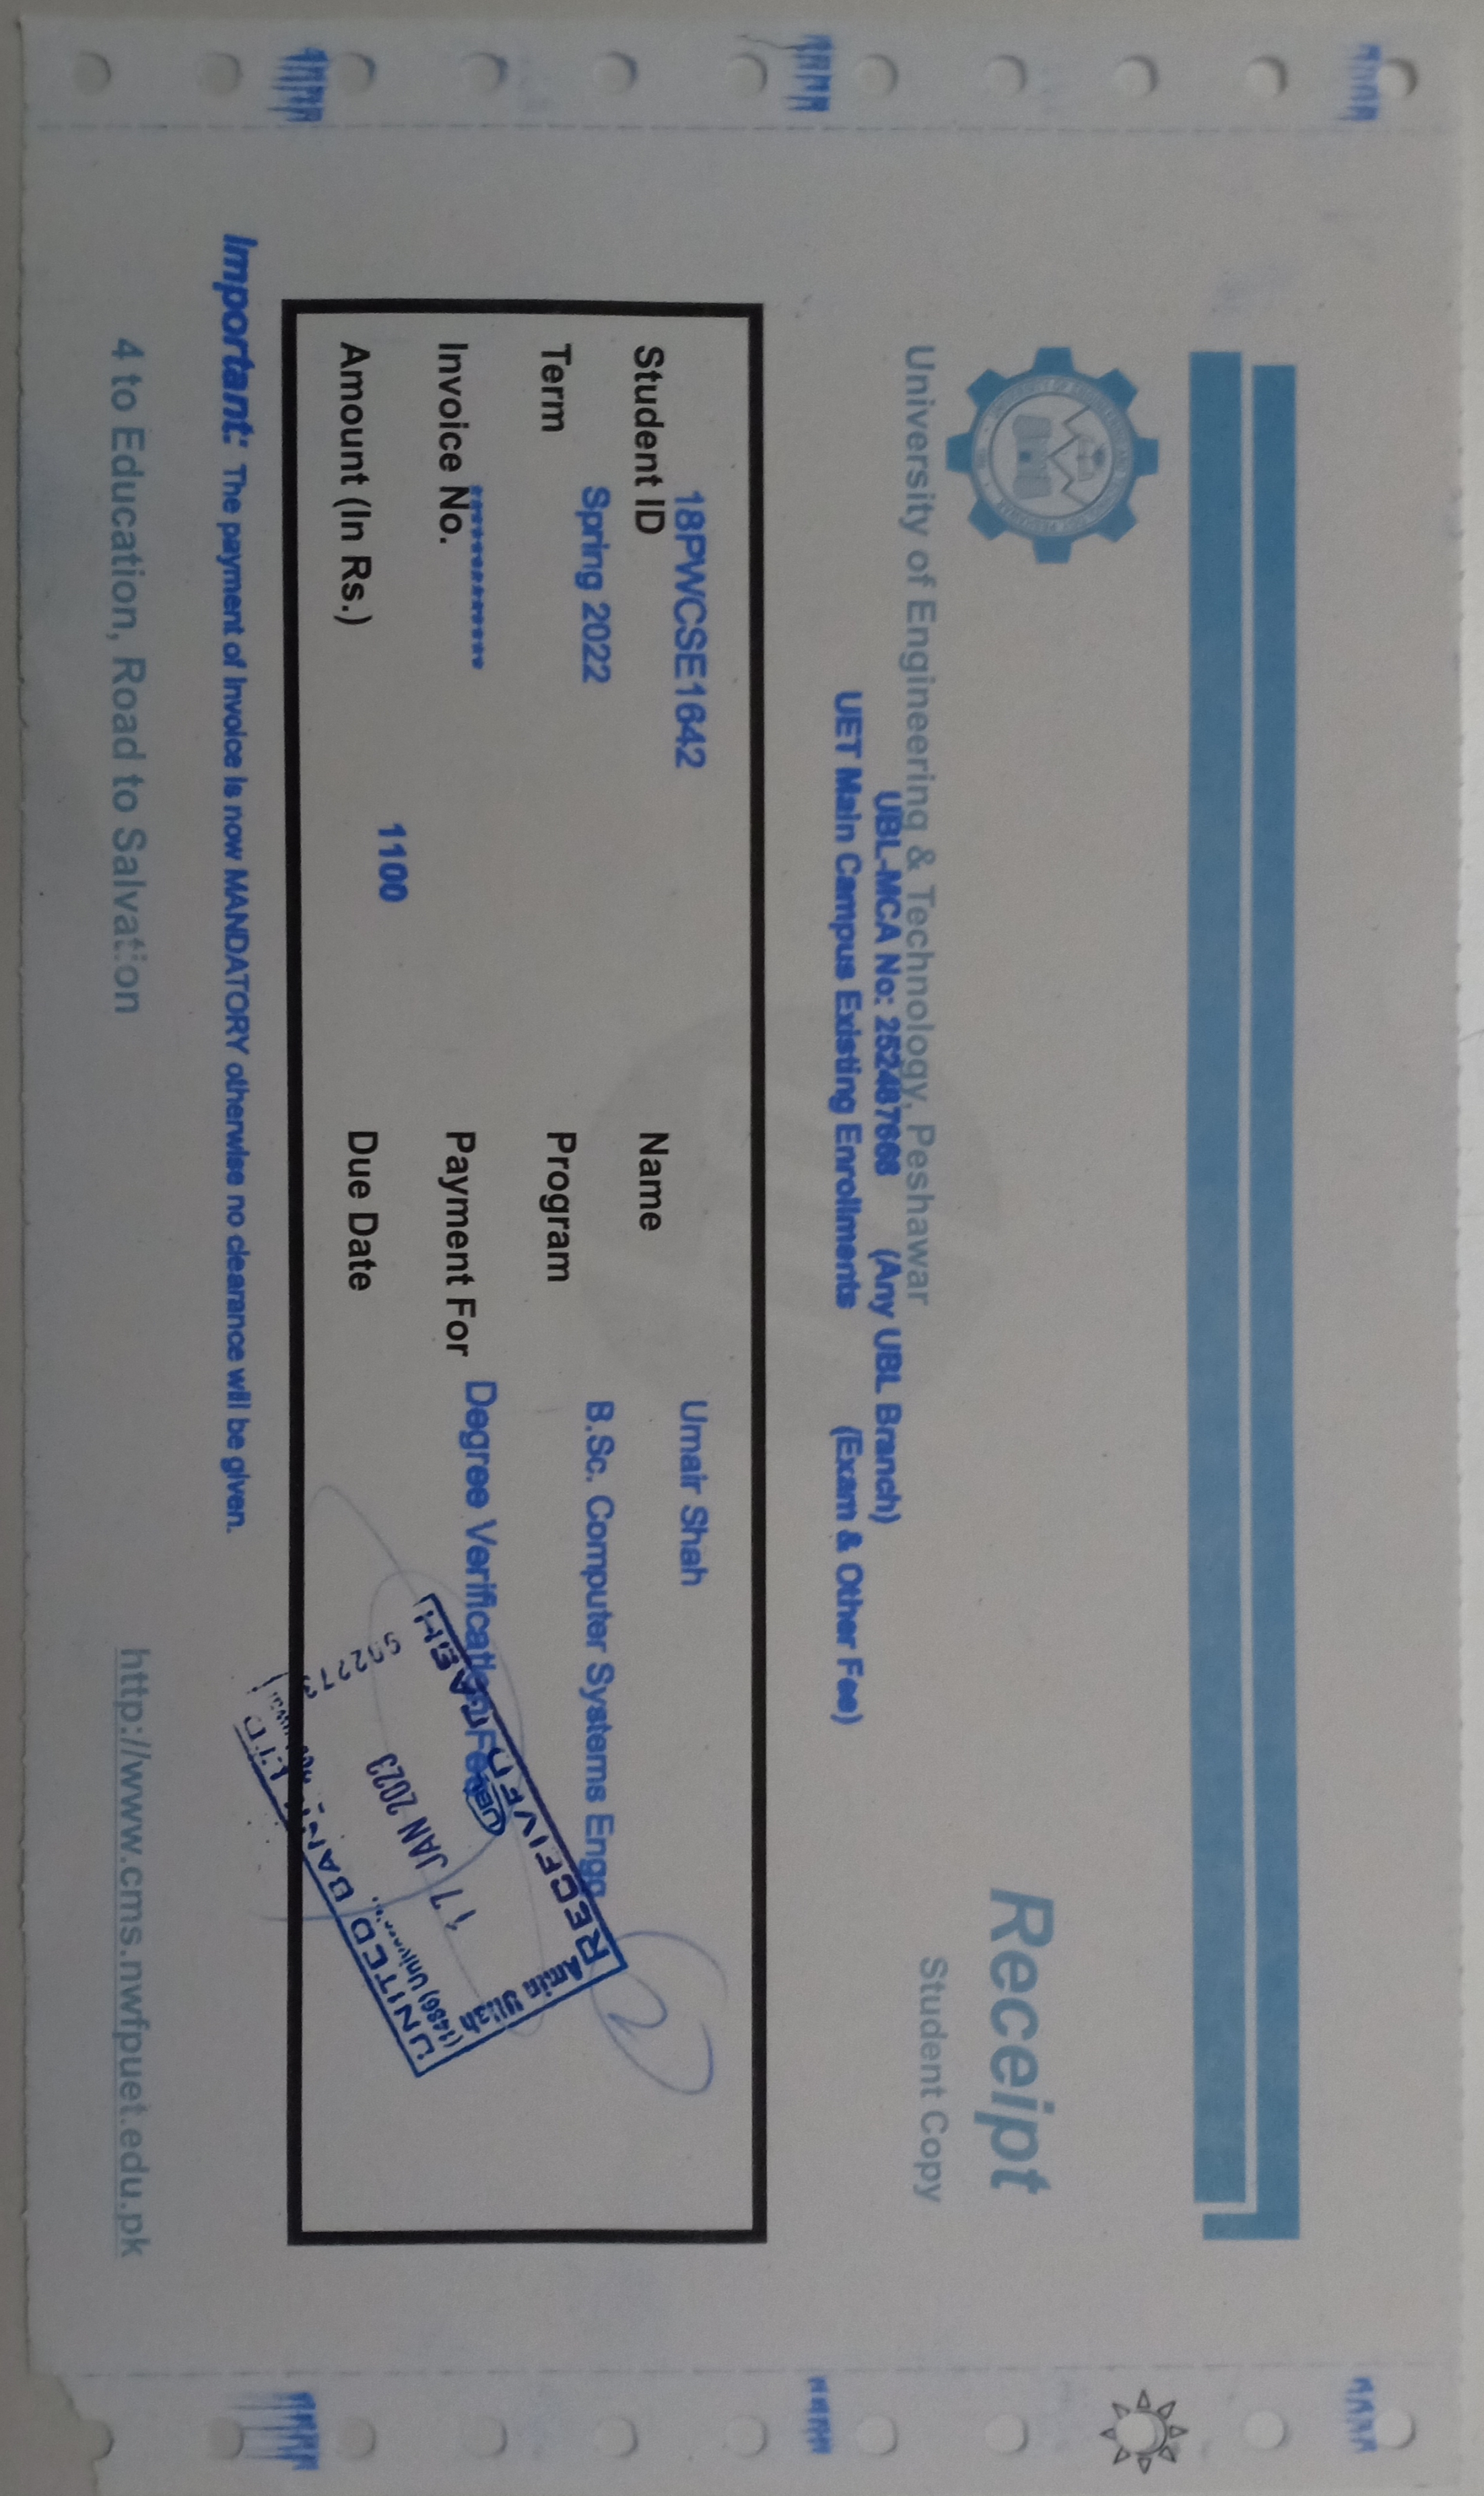 Receipt
Student Copy
University of Engineering & Technology, Peshawar
UBL-MCA No: 252487668 (Any UBL Branch)
UET Main Campus Existing Enrollments (Exam & Other Fee)
18PWCSE1642
Student ID
Umair Shah
Name
Spring 2022
Term
B.Sc. Computer Systems Engg
Program
*************
Invoice No.
Degree Verification Fee
Payment For
1100
Amount (In Rs.)
Due Date
RECEIVED CASH
UBL
17 JAN 2023
Amin Ullah
UNITED BANK LTD
Important: The payment of invoice is now MANDATORY otherwise no clearance will be given.
4 to Education, Road to Salvation
http://www.cms.nwfpuet.edu.pk